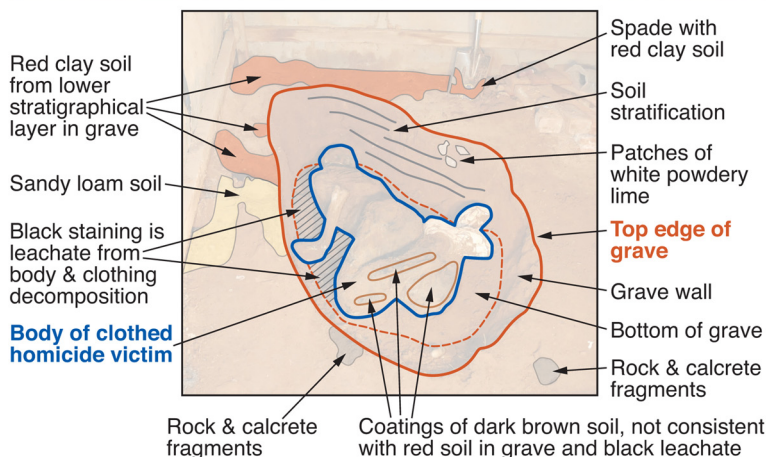 Red clay soil
from lower
stratigraphical
layer in grave
Sandy loam soil
Black staining is
leachate from
body & clothing
decomposition
Body of clothed
homicide victim
Rock & calcrete
fragments
Spade with
red clay soil
Soil
stratification
Patches of
white powdery
lime
Top edge of
grave
Grave wall
Bottom of grave
Rock & calcrete
fragments
Coatings of dark brown soil, not consistent
with red soil in grave and black leachate